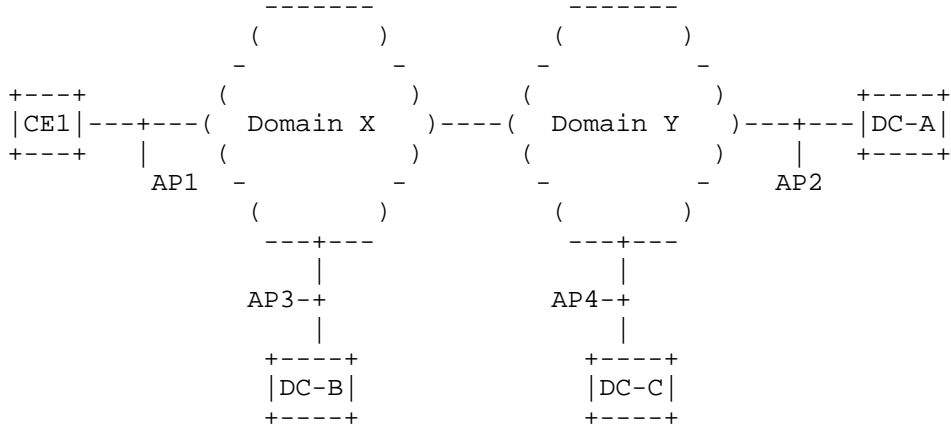 CE1 Domain X Domain Y DC-A
AP1 AP2
AP3 AP4
DC-B DC-C